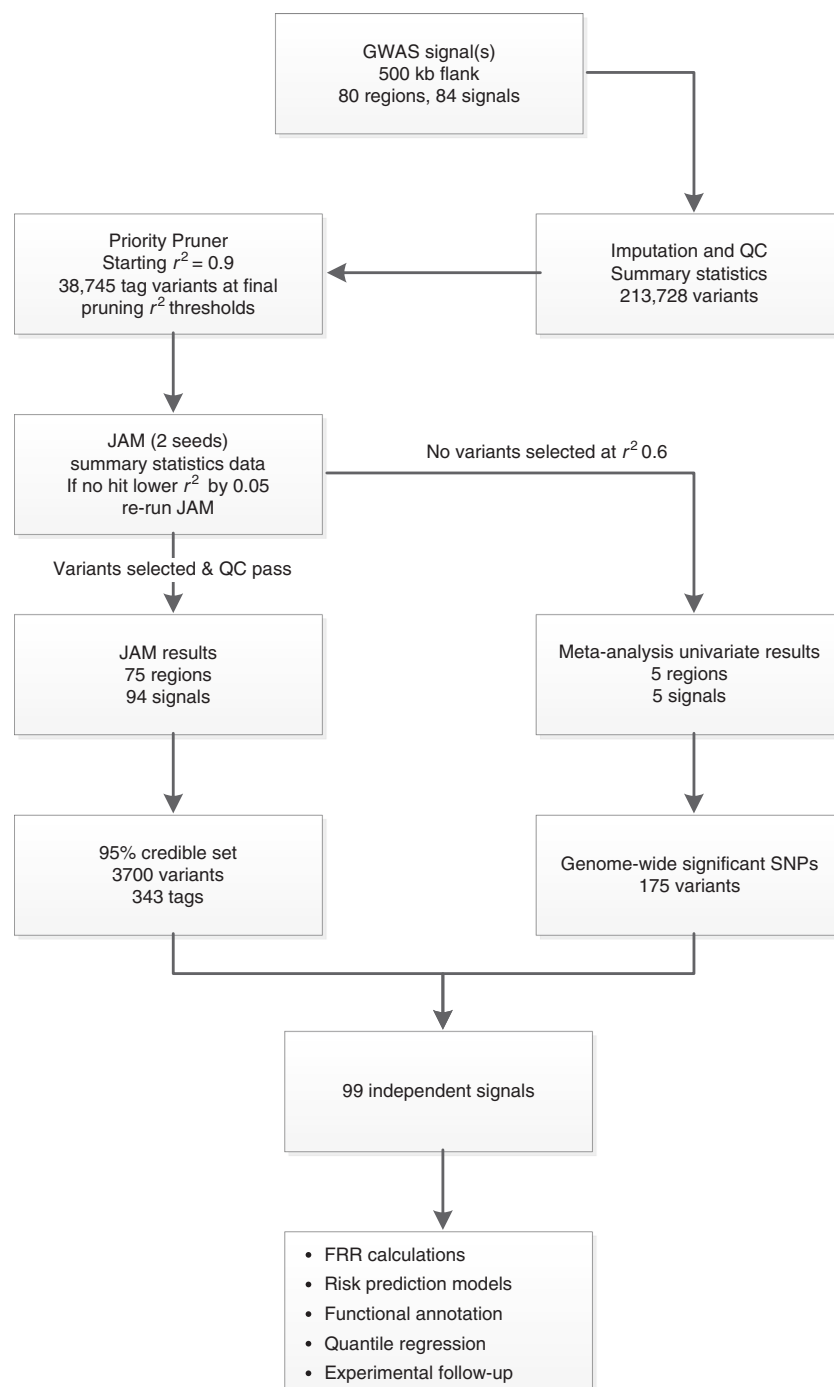 GWAS signal(s)
500 kb flank
80 regions, 84 signals
Imputation and QC
Summary statistics
213,728 variants
Priority Pruner
Starting r² = 0.9
38,745 tag variants at final
pruning r² thresholds
JAM (2 seeds)
summary statistics data
If no hit lower r² by 0.05
re-run JAM
No variants selected at r² 0.6
Variants selected & QC pass
JAM results
75 regions
94 signals
Meta-analysis univariate results
5 regions
5 signals
95% credible set
3700 variants
343 tags
Genome-wide significant SNPs
175 variants
99 independent signals
• FRR calculations
• Risk prediction models
• Functional annotation
• Quantile regression
• Experimental follow-up